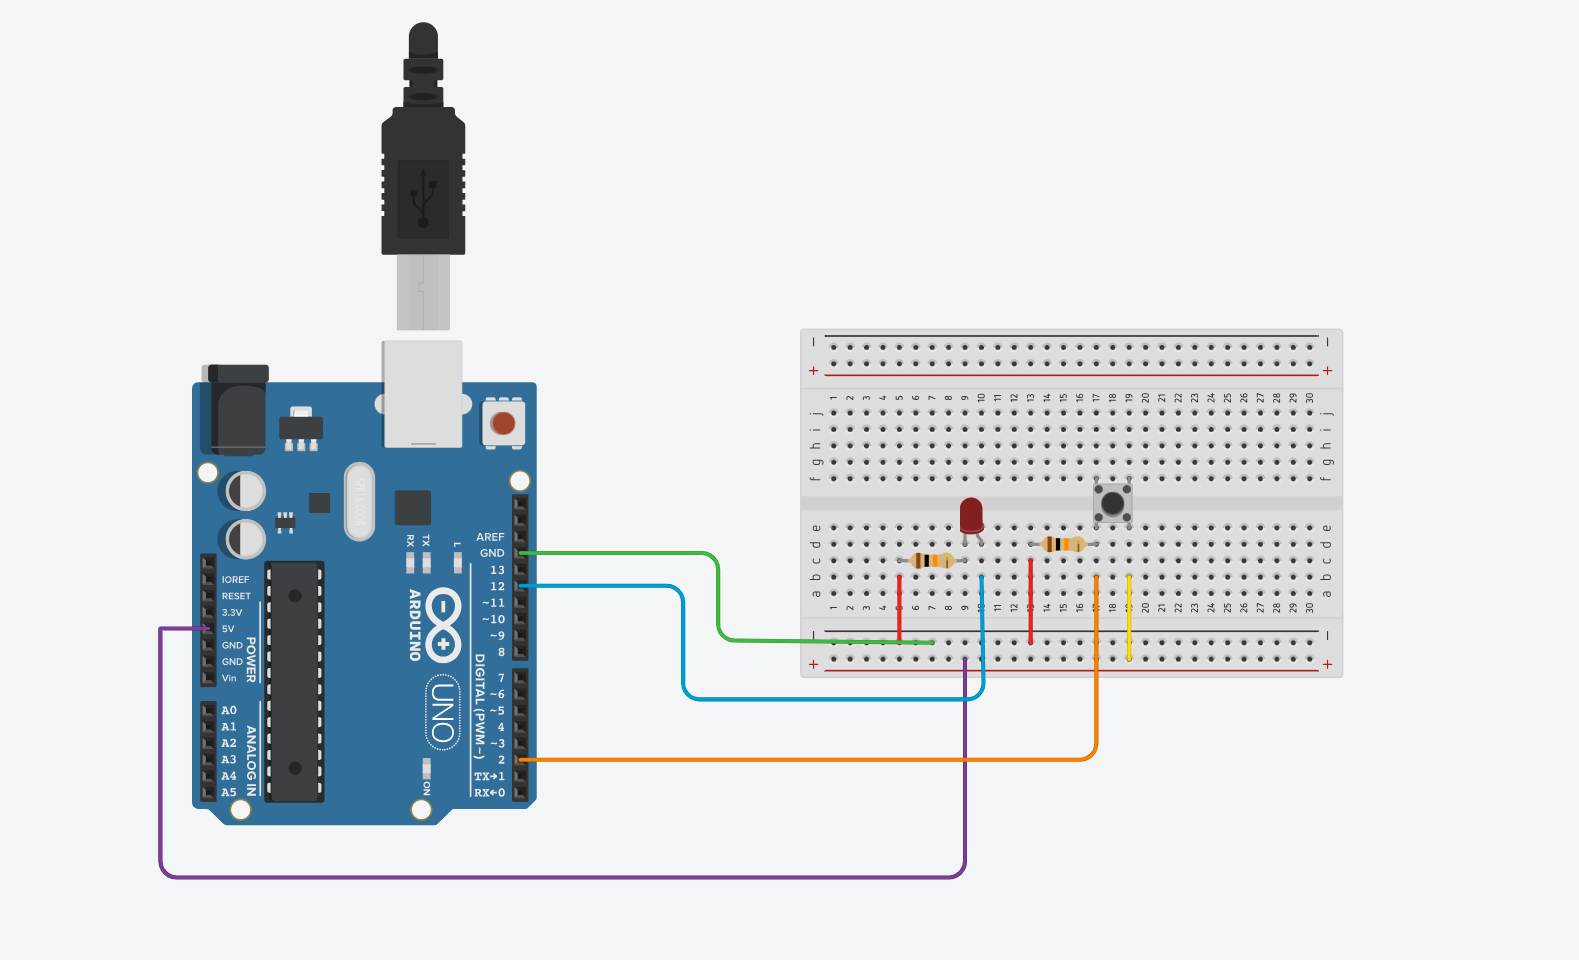 AREF
GND
13
12
~11
~10
~9
8
7
~6
~5
4
~3
2
TX→1
RX←0
RX
TX
L
IOREF
RESET
3.3V
5V
GND
GND
Vin
POWER
A0
A1
A2
A3
A4
A5
ANALOG IN
ARDUINO
UNO
DIGITAL (PWM~)
ON
− −
+ +
1 2 3 4 5 6 7 8 9 10 11 12 13 14 15 16 17 18 19 20 21 22 23 24 25 26 27 28 29 30
j j
i i
h h
g g
f f
e e
d d
c c
b b
a a
1 2 3 4 5 6 7 8 9 10 11 12 13 14 15 16 17 18 19 20 21 22 23 24 25 26 27 28 29 30
− −
+ +